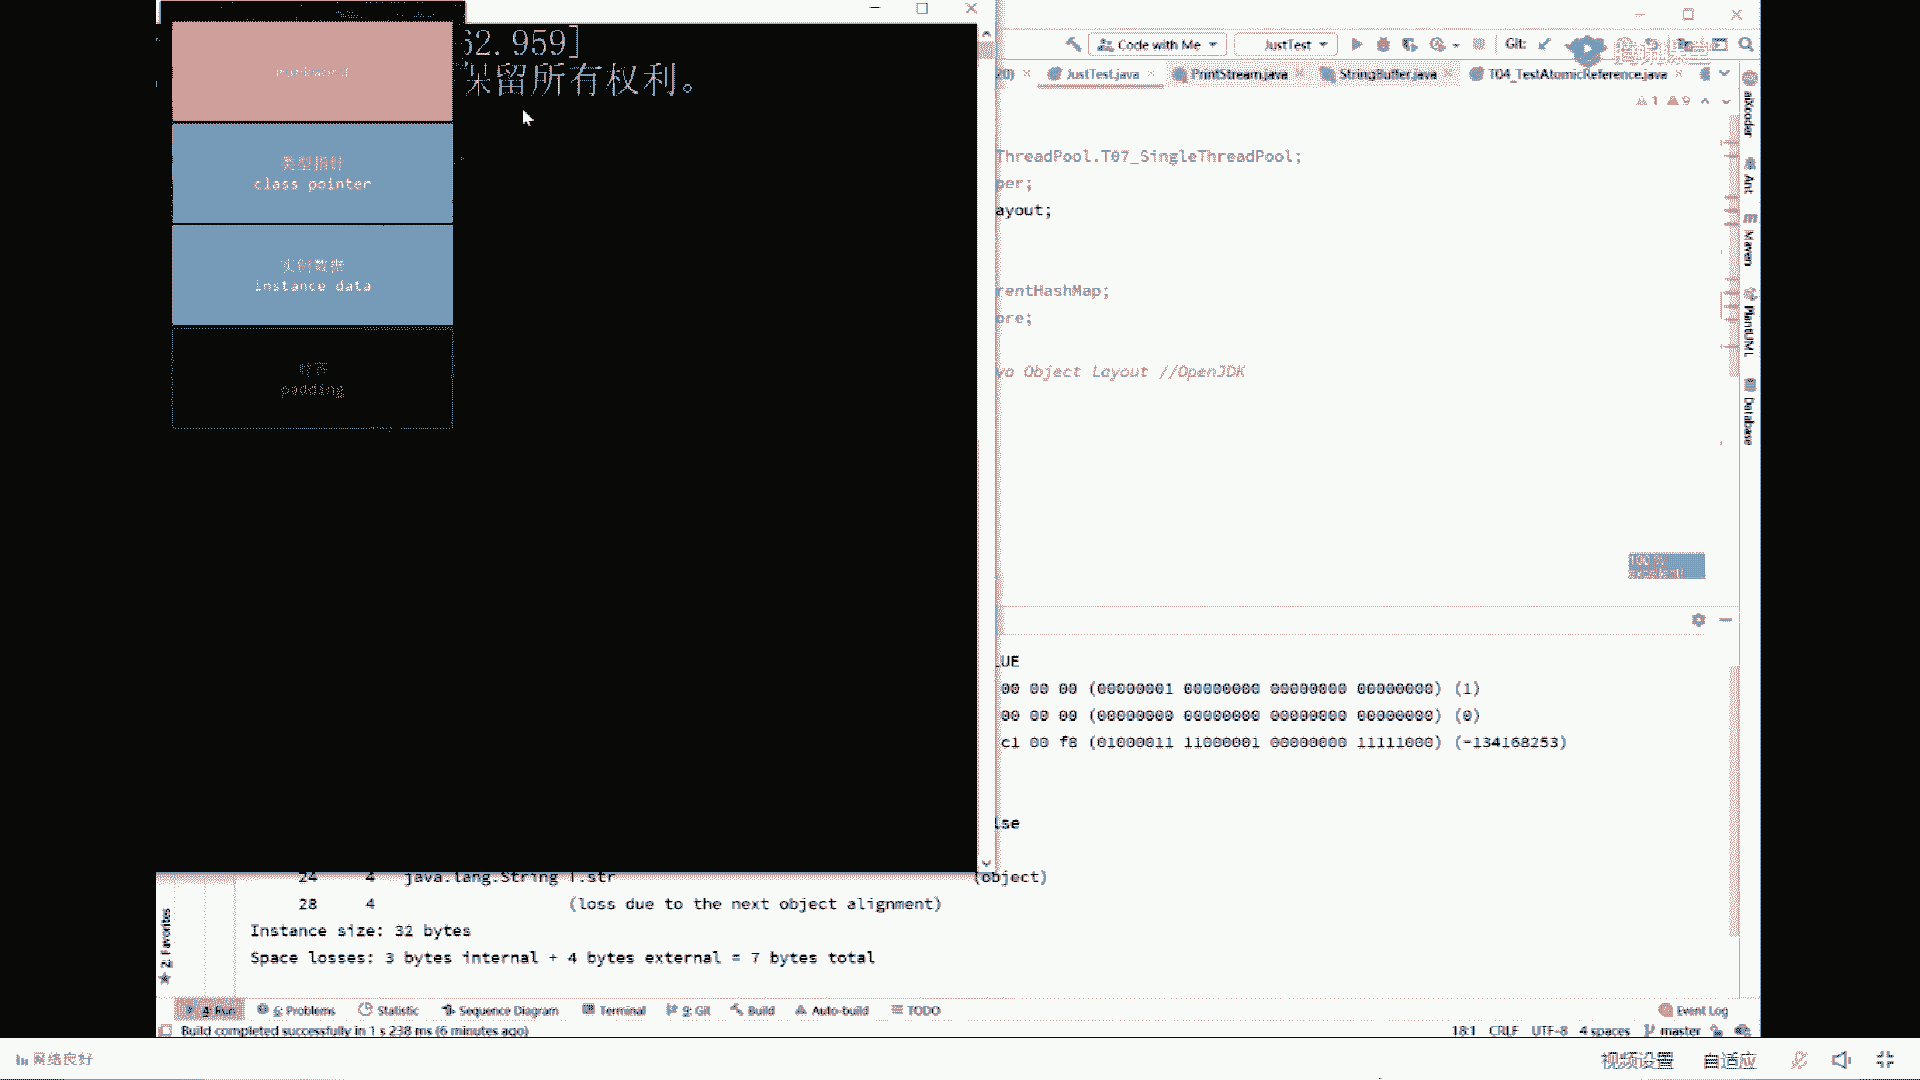 62.959]
保留所有权利。
markword
类型指针
class pointer
实例数据
instance data
对齐
padding
Code with Me
JustTest
Git:
JustTest.java
PrintStream.java
StringBuffer.java
T04_TestAtomicReference.java
1
9
ThreadPool.T07_SingleThreadPool;
per;
ayout;
rentHashMap;
ore;
va Object Layout //OpenJDK
aiXcoder
Ant
Maven
PlantUML
Database
LUE
00 00 00 (00000001 00000000 00000000 00000000) (1)
00 00 00 (00000000 00000000 00000000 00000000) (0)
c1 00 f8 (01000011 11000001 00000000 11111000) (-134168253)
lse
24 4 java.lang.String T.str (object)
28 4 (loss due to the next object alignment)
Instance size: 32 bytes
Space losses: 3 bytes internal + 4 bytes external = 7 bytes total
2: Favorites
4: Run
6: Problems
Statistic
Sequence Diagram
Terminal
9: Git
Build
Auto-build
TODO
Event Log
Build completed successfully in 1 s 238 ms (6 minutes ago)
18:1 CRLF UTF-8 4 spaces master
网络良好
视频设置
自适应